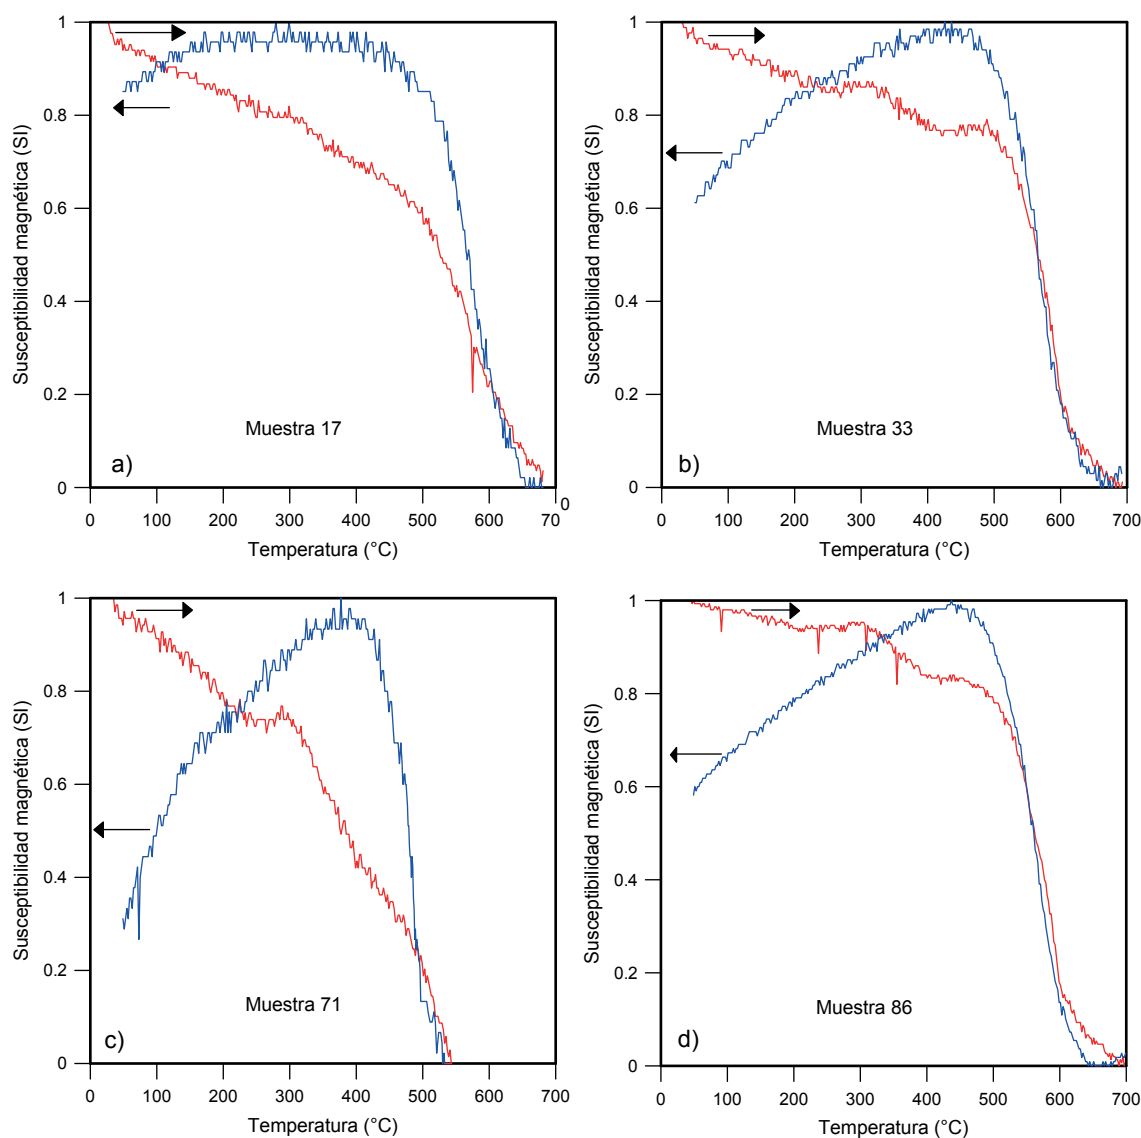 1
0.8
0.6
0.4
0.2
0
Susceptibilidad magnética (SI)
Muestra 17
a)
0 100 200 300 400 500 600 70 0
Temperatura (°C)
1
0.8
0.6
0.4
0.2
0
Susceptibilidad magnética (SI)
Muestra 33
b)
0 100 200 300 400 500 600 700
Temperatura (°C)
1
0.8
0.6
0.4
0.2
0
Susceptibilidad magnética (SI)
Muestra 71
c)
0 100 200 300 400 500 600 700
Temperatura (°C)
1
0.8
0.6
0.4
0.2
0
Susceptibilidad magnética (SI)
Muestra 86
d)
0 100 200 300 400 500 600 700
Temperatura (°C)